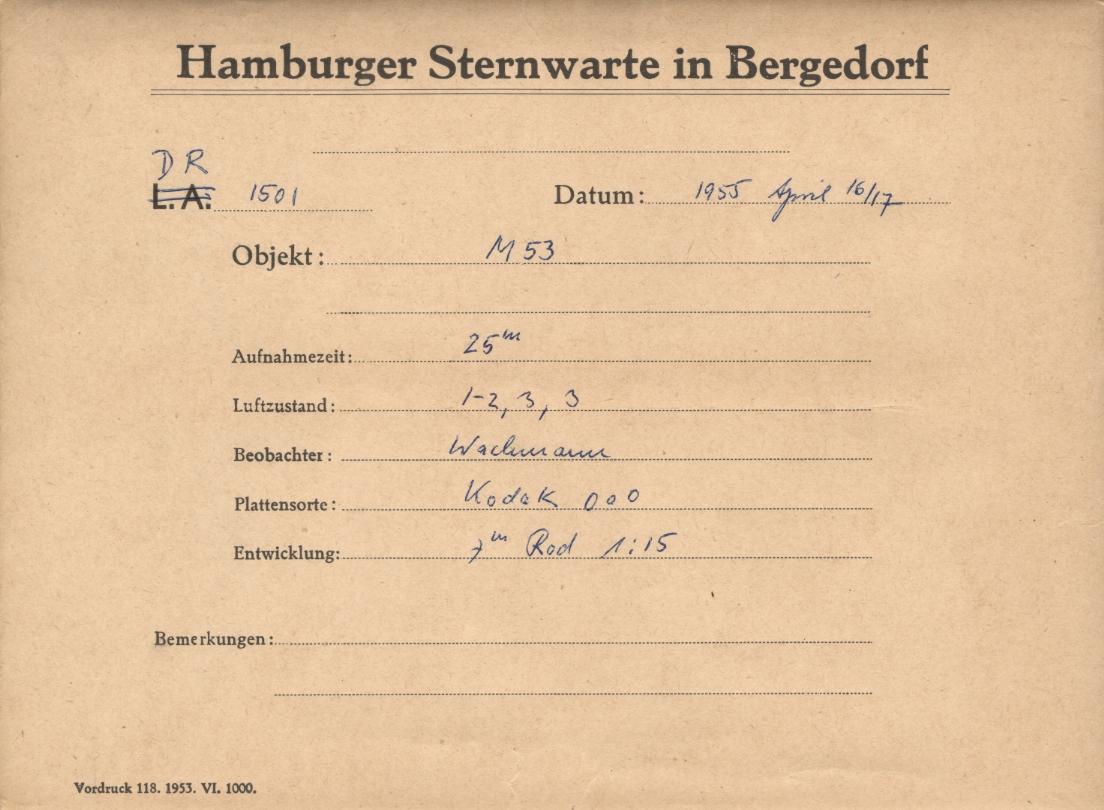 Hamburger Sternwarte in Bergedorf
DR
L. A. 1501 Datum: 1955 April 16/17
Objekt: M 53
Aufnahmezeit: 25m
Luftzustand: 1-2, 3, 3
Beobachter: Wachmann
Plattensorte: Kodak OaO
Entwicklung: 7m Rod 1:15
Bemerkungen:
Vordruck 118. 1953. VI. 1000.